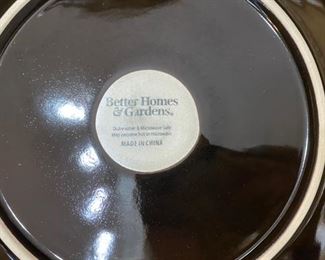 Better Homes
& Gardens®
Dishwasher & Microwave Safe
May become hot in microwave
MADE IN CHINA